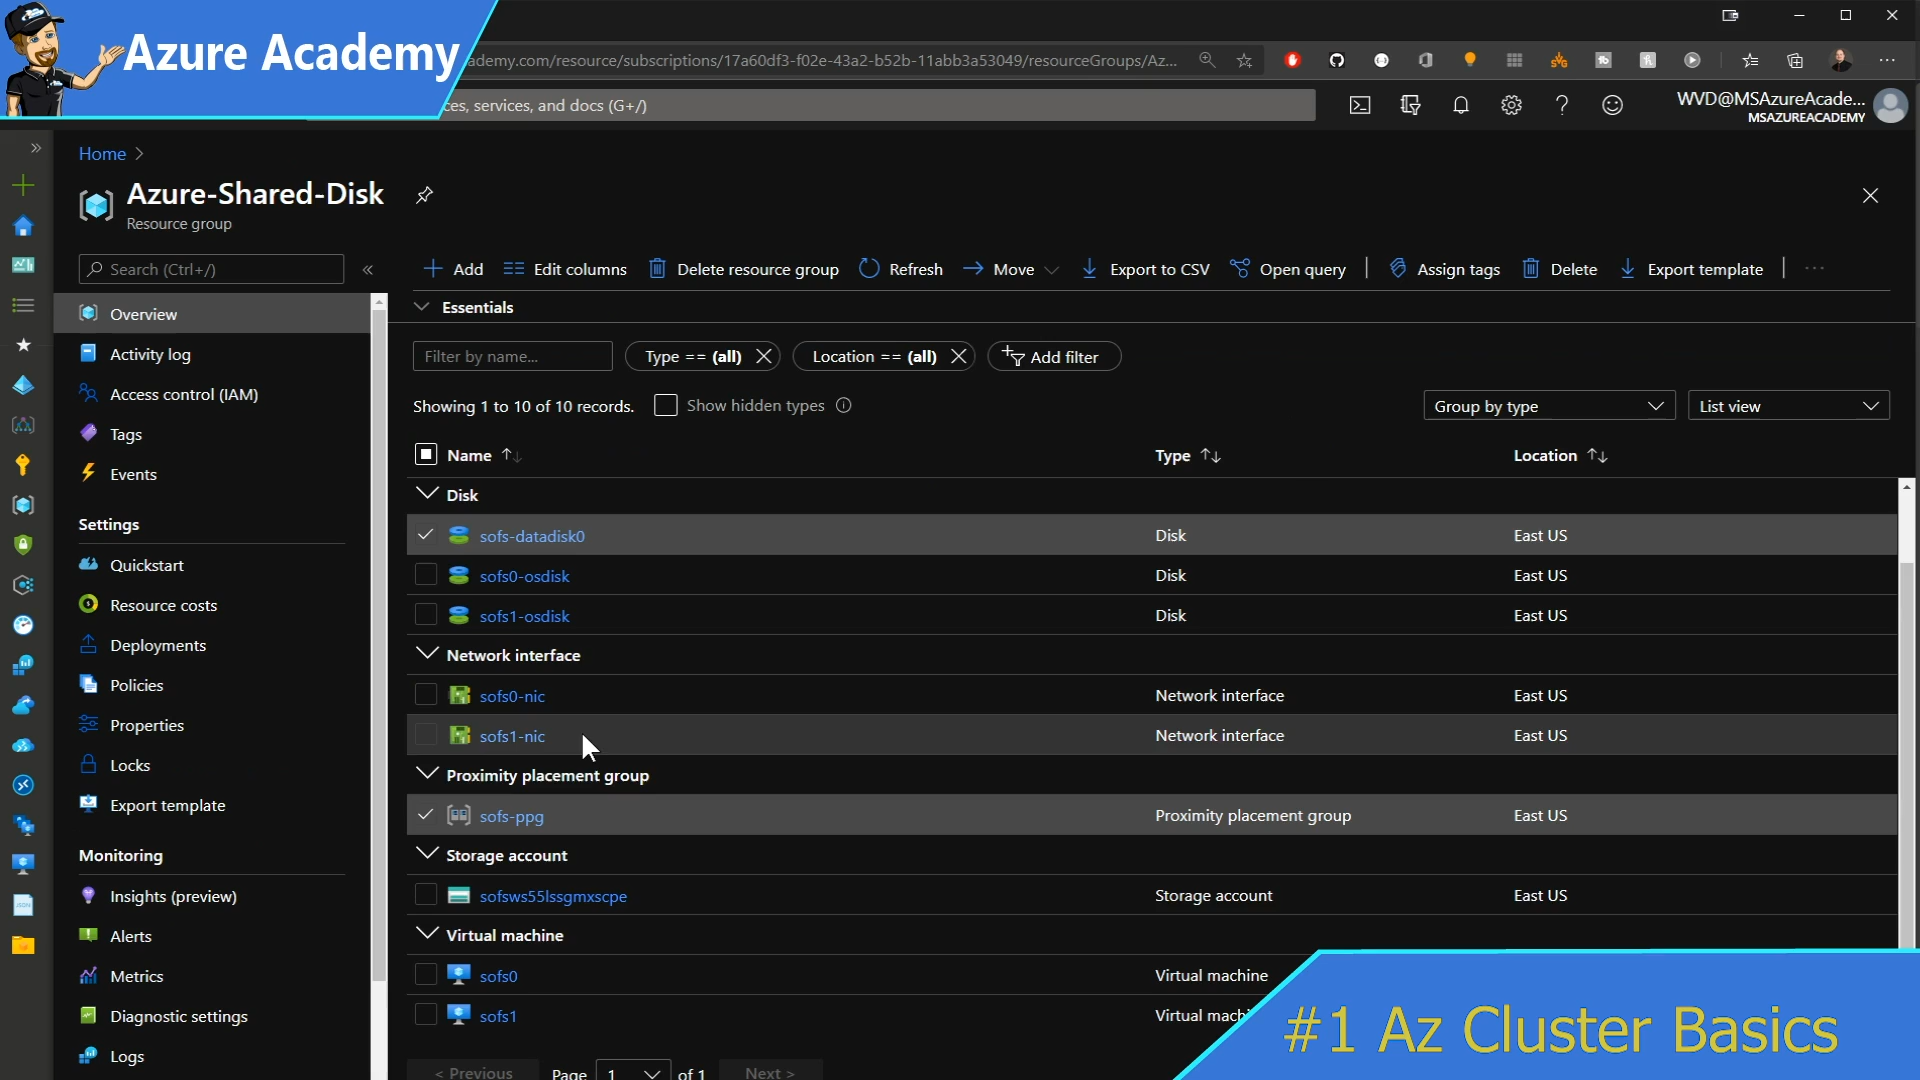 Azure Academy
ademy.com/resource/subscriptions/17a60df3-f02e-43a2-b52b-11abb3a53049/resourceGroups/Az...
ces, services, and docs (G+/)
WVD@MSAzureAcade...
MSAZUREACADEMY
Home
Azure-Shared-Disk
Resource group
Search (Ctrl+/)
Add
Edit columns
Delete resource group
Refresh
Move
Export to CSV
Open query
Assign tags
Delete
Export template
Overview
Activity log
Access control (IAM)
Tags
Events
Settings
Quickstart
Resource costs
Deployments
Policies
Properties
Locks
Export template
Monitoring
Insights (preview)
Alerts
Metrics
Diagnostic settings
Logs
Essentials
Filter by name...
Type == (all)
Location == (all)
Add filter
Showing 1 to 10 of 10 records.
Show hidden types
Group by type
List view
Name Type Location
Disk
sofs-datadisk0 Disk East US
sofs0-osdisk Disk East US
sofs1-osdisk Disk East US
Network interface
sofs0-nic Network interface East US
sofs1-nic Network interface East US
Proximity placement group
sofs-ppg Proximity placement group East US
Storage account
sofsws55lssgmxscpe Storage account East US
Virtual machine
sofs0 Virtual machine
sofs1 Virtual
< Previous Page 1 of 1 Next >
#1 Az Cluster Basics